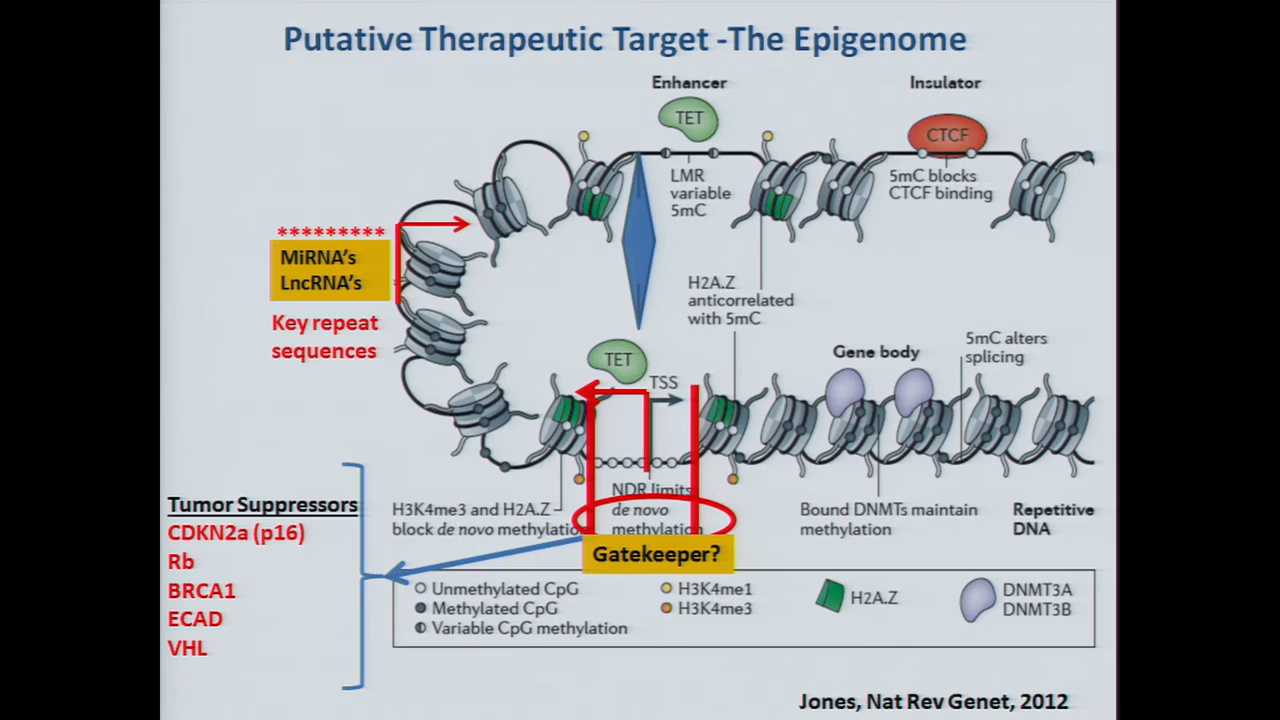 Putative Therapeutic Target -The Epigenome
Enhancer
Insulator
TET
CTCF
LMR
variable
5mC
5mC blocks
CTCF binding
*********
MiRNA's
LncRNA's
Key repeat
sequences
H2A.Z
anticorrelated
with 5mC
TET
TSS
Gene body
5mC alters
splicing
H3K4me3 and H2A.Z
block de novo methylation
NDR limits
de novo
methylation
Bound DNMTs maintain
methylation
Repetitive
DNA
Gatekeeper?
Tumor Suppressors
CDKN2a (p16)
Rb
BRCA1
ECAD
VHL
Unmethylated CpG
Methylated CpG
Variable CpG methylation
H3K4me1
H3K4me3
H2A.Z
DNMT3A
DNMT3B
Jones, Nat Rev Genet, 2012